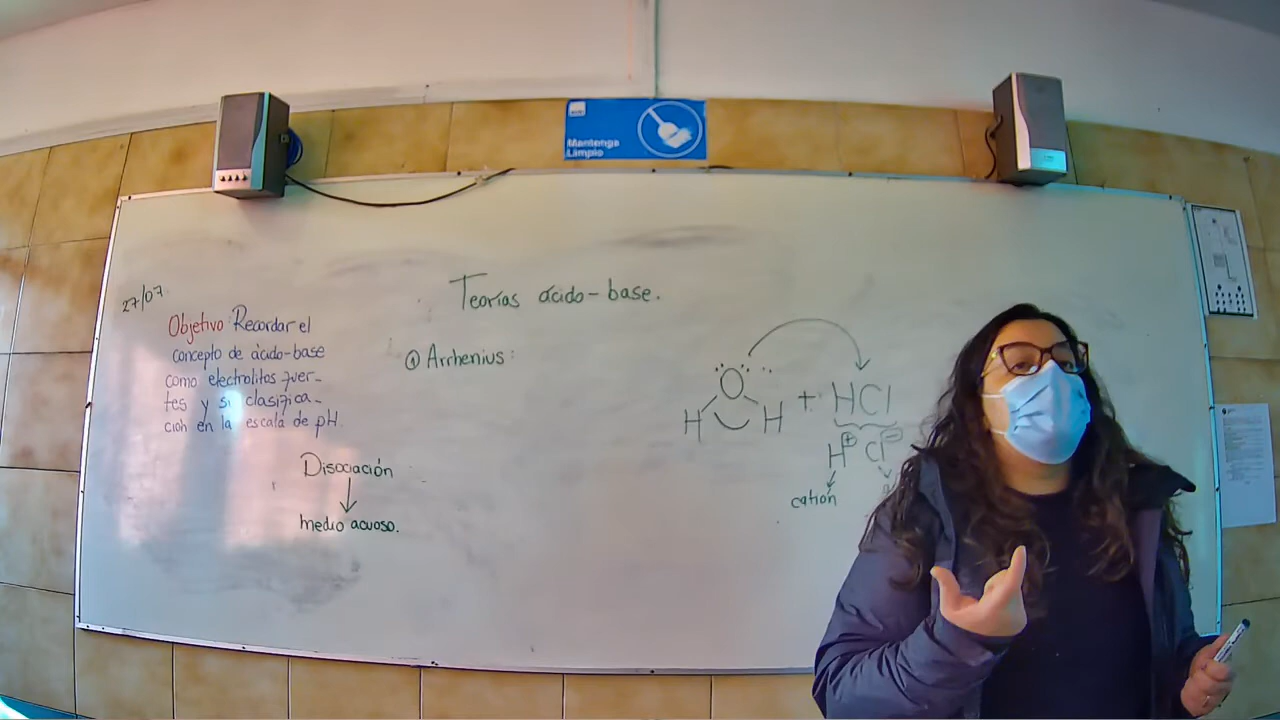 Mantenga
Limpio
27/07
Teorías ácido-base.
Objetivo Recordar el
concepto de ácido-base
como electrolitos fuer-
tes y su clasifica-
ción en la escala de pH.
① Arrhenius:
Disociación
↓
medio acuoso.
O
H H + HCl
H⊕ Cl⊖
catión